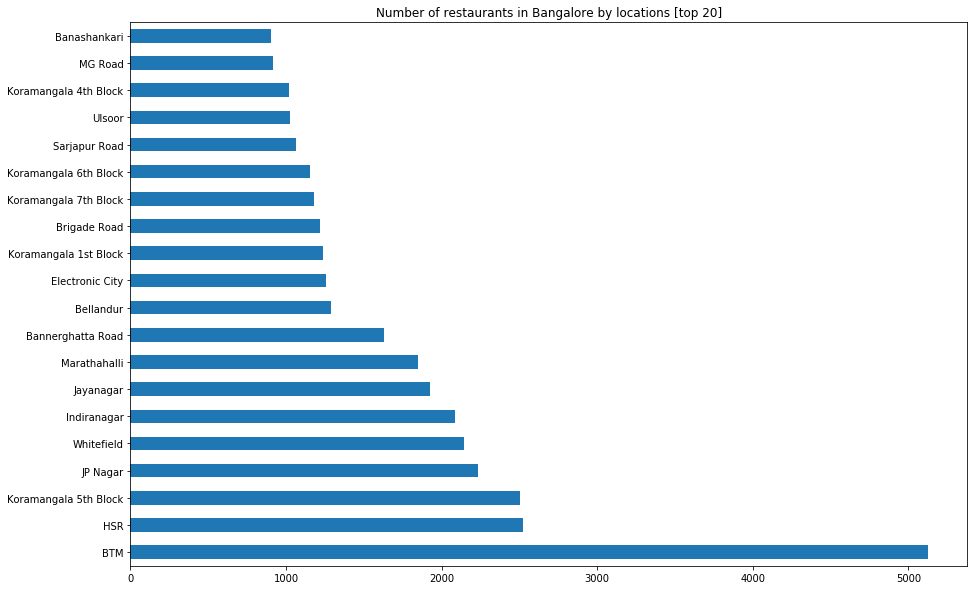 Number of restaurants in Bangalore by locations [top 20]
Banashankari
MG Road
Koramangala 4th Block
Ulsoor
Sarjapur Road
Koramangala 6th Block
Koramangala 7th Block
Brigade Road
Koramangala 1st Block
Electronic City
Bellandur
Bannerghatta Road
Marathahalli
Jayanagar
Indiranagar
Whitefield
JP Nagar
Koramangala 5th Block
HSR
BTM
0 1000 2000 3000 4000 5000